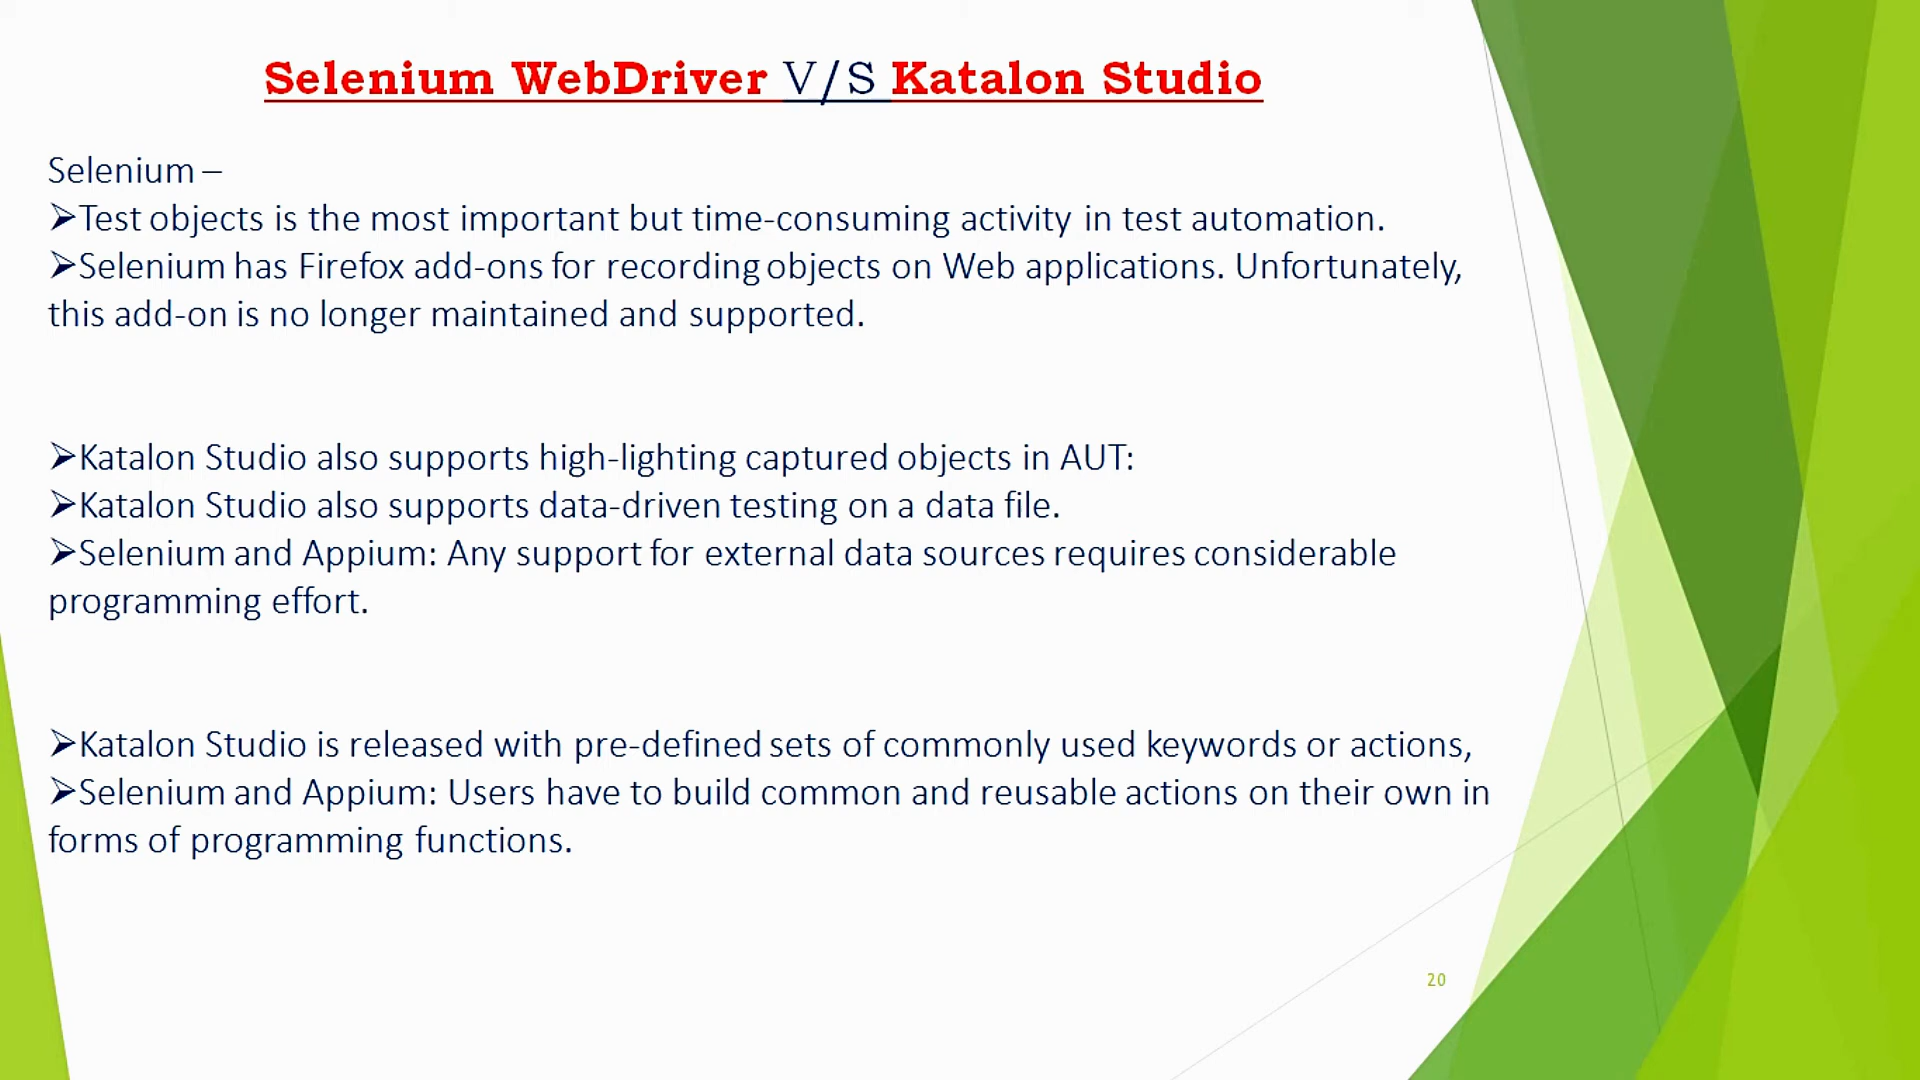 Selenium WebDriver V/S Katalon Studio
Selenium –
➢Test objects is the most important but time-consuming activity in test automation.
➢Selenium has Firefox add-ons for recording objects on Web applications. Unfortunately,
this add-on is no longer maintained and supported.
➢Katalon Studio also supports high-lighting captured objects in AUT:
➢Katalon Studio also supports data-driven testing on a data file.
➢Selenium and Appium: Any support for external data sources requires considerable
programming effort.
➢Katalon Studio is released with pre-defined sets of commonly used keywords or actions,
➢Selenium and Appium: Users have to build common and reusable actions on their own in
forms of programming functions.
20